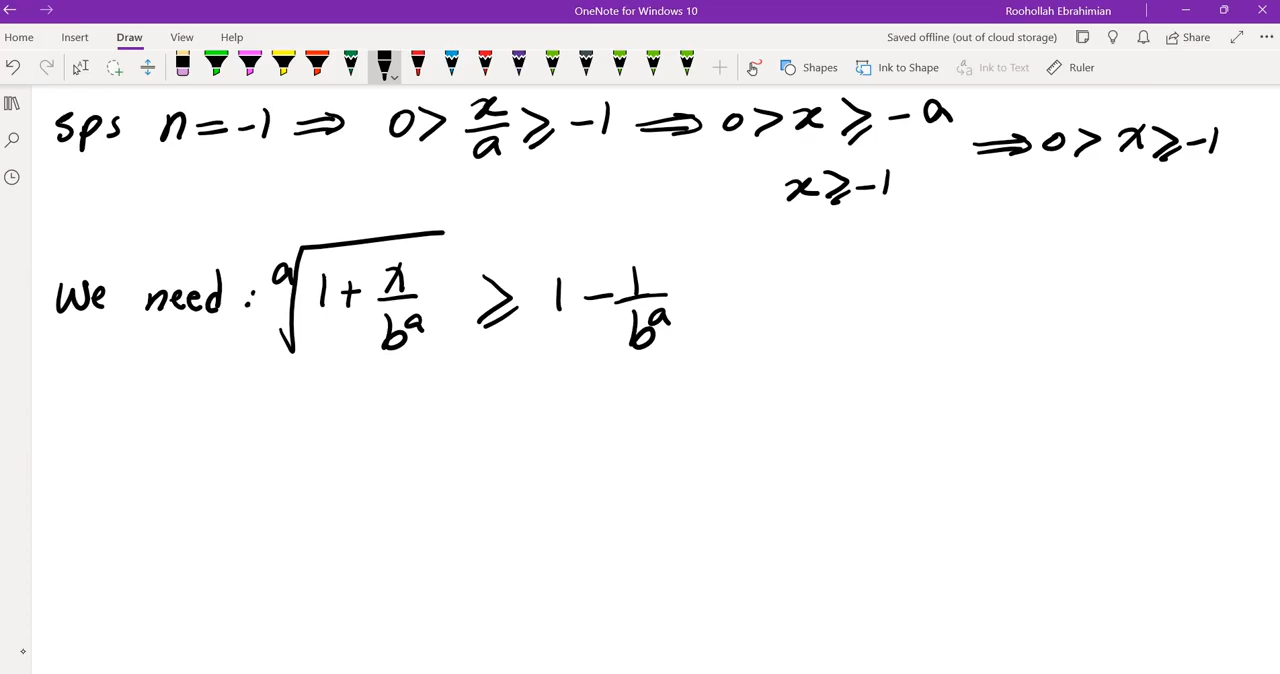 OneNote for Windows 10
Roohollah Ebrahimian
Home Insert Draw View Help
Saved offline (out of cloud storage)
Share
Shapes Ink to Shape Ink to Text Ruler
sps n = -1 ⟹ 0 > x/a ⩾ -1 ⟹ 0 > x ⩾ -a ⟹ 0 > x ⩾ -1
x ⩾ -1
We need : ᵃ√(1 + x/bᵃ) ⩾ 1 - 1/bᵃ